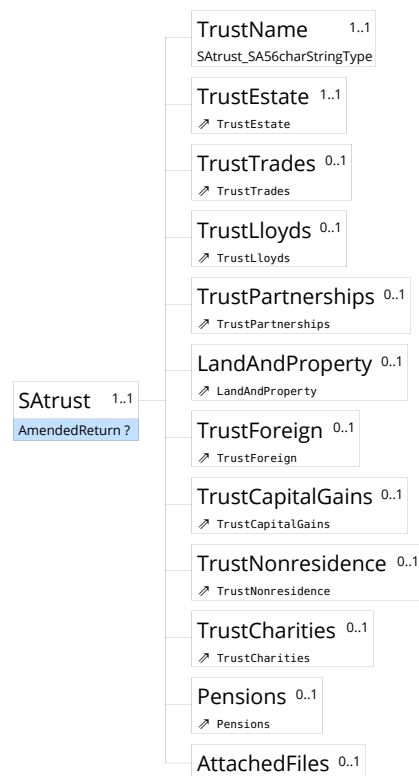 TrustName 1..1
SAtrust_SA56charStringType
TrustEstate 1..1
⇗ TrustEstate
TrustTrades 0..1
⇗ TrustTrades
TrustLloyds 0..1
⇗ TrustLloyds
TrustPartnerships 0..1
⇗ TrustPartnerships
LandAndProperty 0..1
⇗ LandAndProperty
SAtrust 1..1
AmendedReturn ?
TrustForeign 0..1
⇗ TrustForeign
TrustCapitalGains 0..1
⇗ TrustCapitalGains
TrustNonresidence 0..1
⇗ TrustNonresidence
TrustCharities 0..1
⇗ TrustCharities
Pensions 0..1
⇗ Pensions
AttachedFiles 0..1